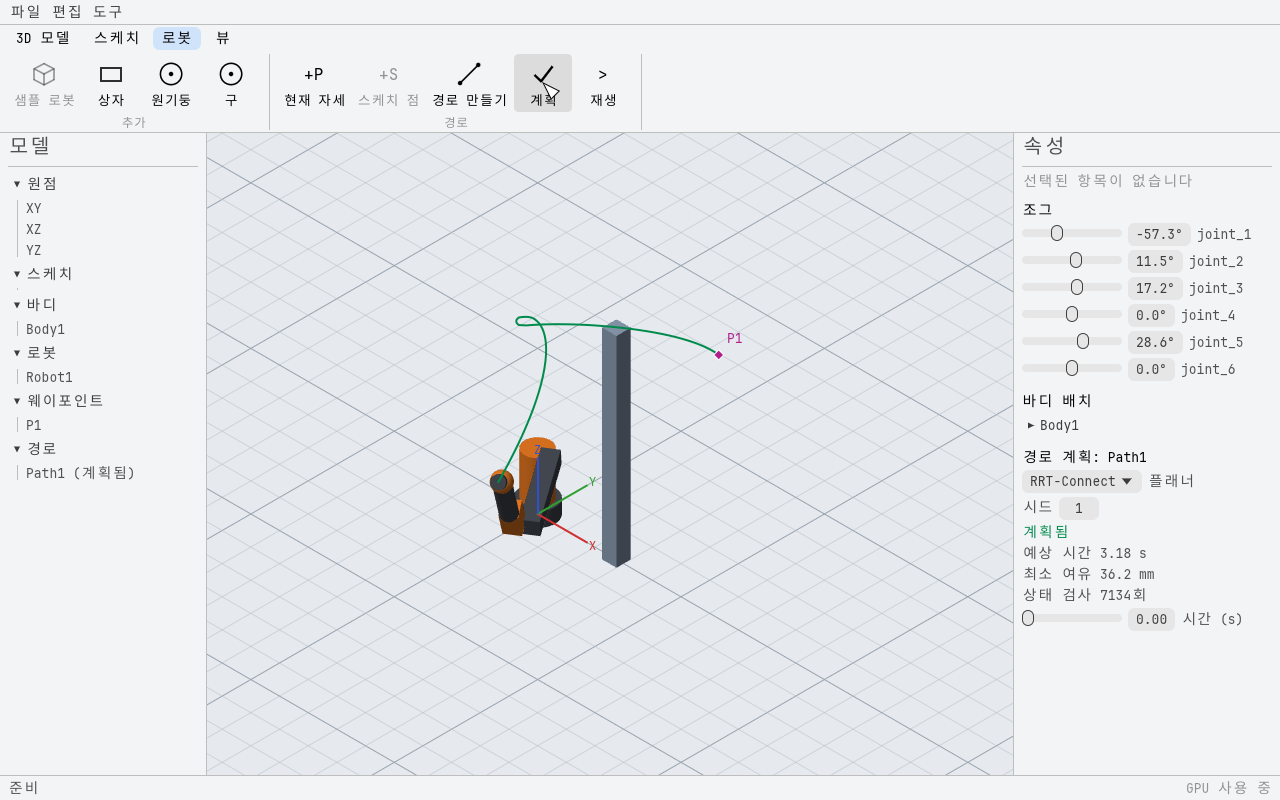 파일 편집 도구
3D 모델 스케치 로봇 뷰
샘플 로봇 상자 원기둥 구
추가
+P 현재 자세
+S 스케치 점
경로 만들기
계획
> 재생
경로
모델
원점
XY
XZ
YZ
스케치
바디
Body1
로봇
Robot1
웨이포인트
P1
경로
Path1 (계획됨)
P1
Z
Y
X
속성
선택된 항목이 없습니다
조그
-57.3° joint_1
11.5° joint_2
17.2° joint_3
0.0° joint_4
28.6° joint_5
0.0° joint_6
바디 배치
Body1
경로 계획: Path1
RRT-Connect 플래너
시드 1
계획됨
예상 시간 3.18 s
최소 여유 36.2 mm
상태 검사 7134회
0.00 시간 (s)
준비
GPU 사용 중